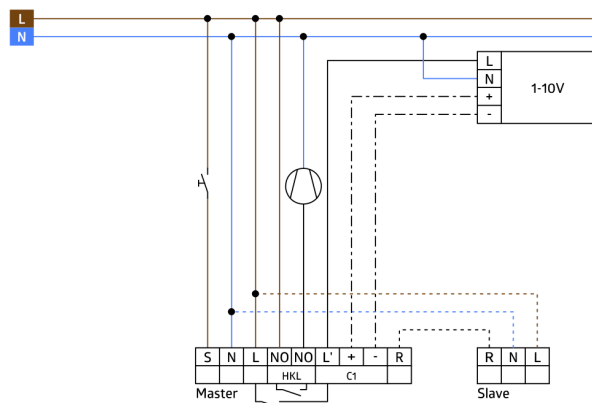 L
N
L
N
+
-
1-10V
S N L NO NO L' + - R
HKL C1
Master
R N L
Slave